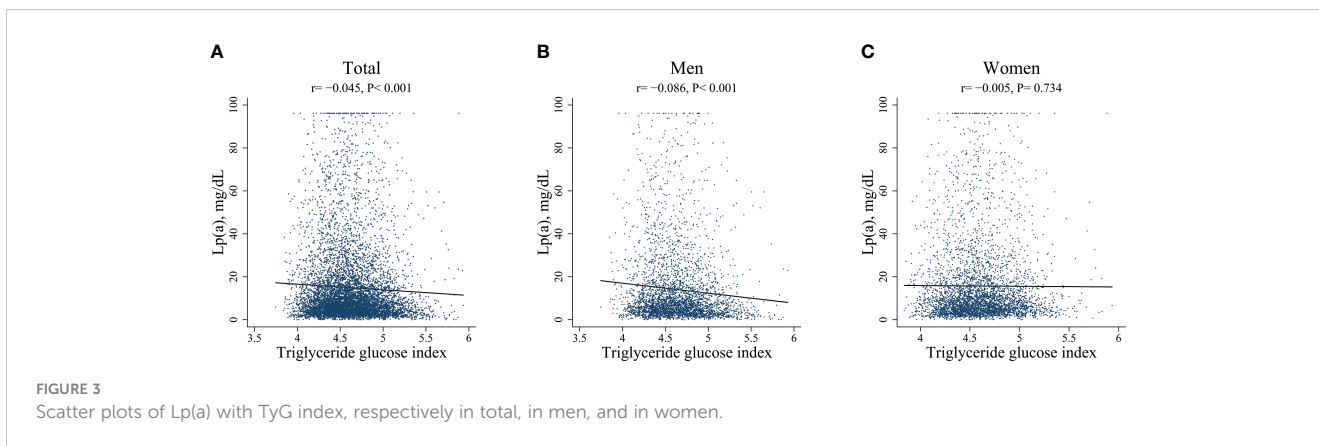 A
Total
r= −0.045, P< 0.001
Lp(a), mg/dL
100
80
60
40
20
0
3.5 4 4.5 5 5.5 6
Triglyceride glucose index
B
Men
r= −0.086, P< 0.001
Lp(a), mg/dL
100
80
60
40
20
0
3.5 4 4.5 5 5.5 6
Triglyceride glucose index
C
Women
r= −0.005, P= 0.734
Lp(a), mg/dL
100
80
60
40
20
0
4 4.5 5 5.5 6
Triglyceride glucose index
FIGURE 3
Scatter plots of Lp(a) with TyG index, respectively in total, in men, and in women.